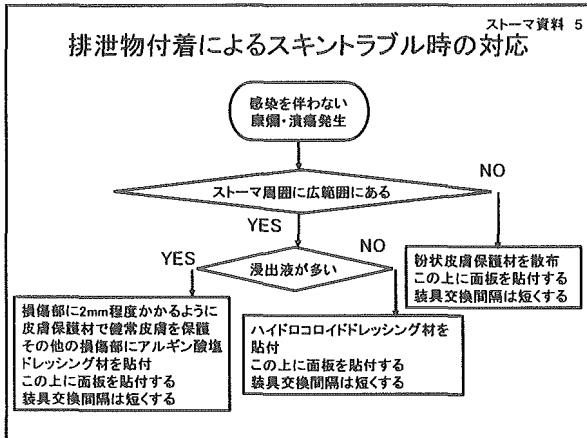 ストーマ資料 5
排泄物付着によるスキントラブル時の対応
感染を伴わない
糜爛・潰瘍発生
NO
ストーマ周囲に広範囲にある
YES
YES
NO
浸出液が多い
粉状皮膚保護材を散布
この上に面板を貼付する
装具交換間隔は短くする
損傷部に2mm程度かかるように
皮膚保護材で健常皮膚を保護
その他の損傷部にアルギン酸塩
ドレッシング材を貼付
この上に面板を貼付する
装具交換間隔は短くする
ハイドロコロイドドレッシング材を
貼付
この上に面板を貼付する
装具交換間隔は短くする